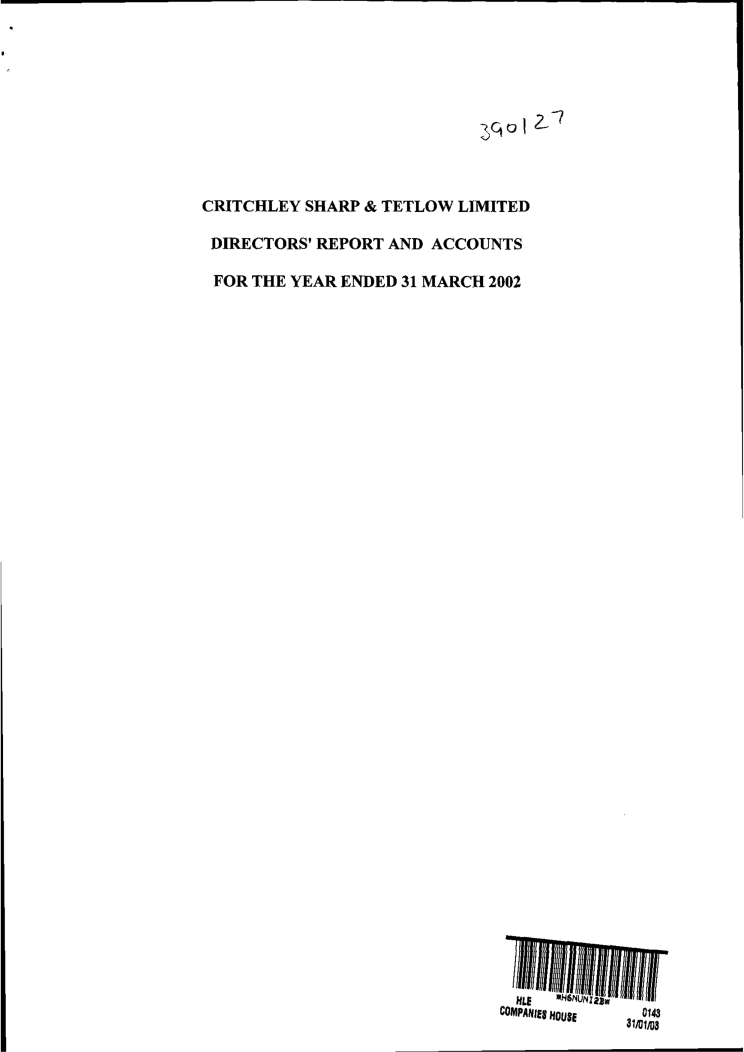 390127
CRITCHLEY SHARP & TETLOW LIMITED
DIRECTORS' REPORT AND ACCOUNTS
FOR THE YEAR ENDED 31 MARCH 2002
*H6NUNI2B*
HLE 0143
COMPANIES HOUSE 31/01/03